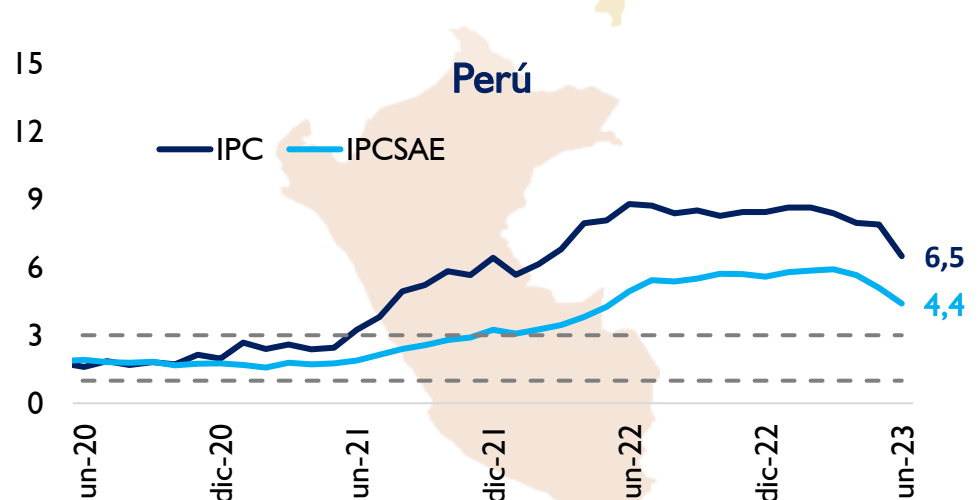 Perú
15
12
9
6
3
0
IPC
IPCSAE
6,5
4,4
un-20
dic-20
un-21
dic-21
un-22
dic-22
un-23